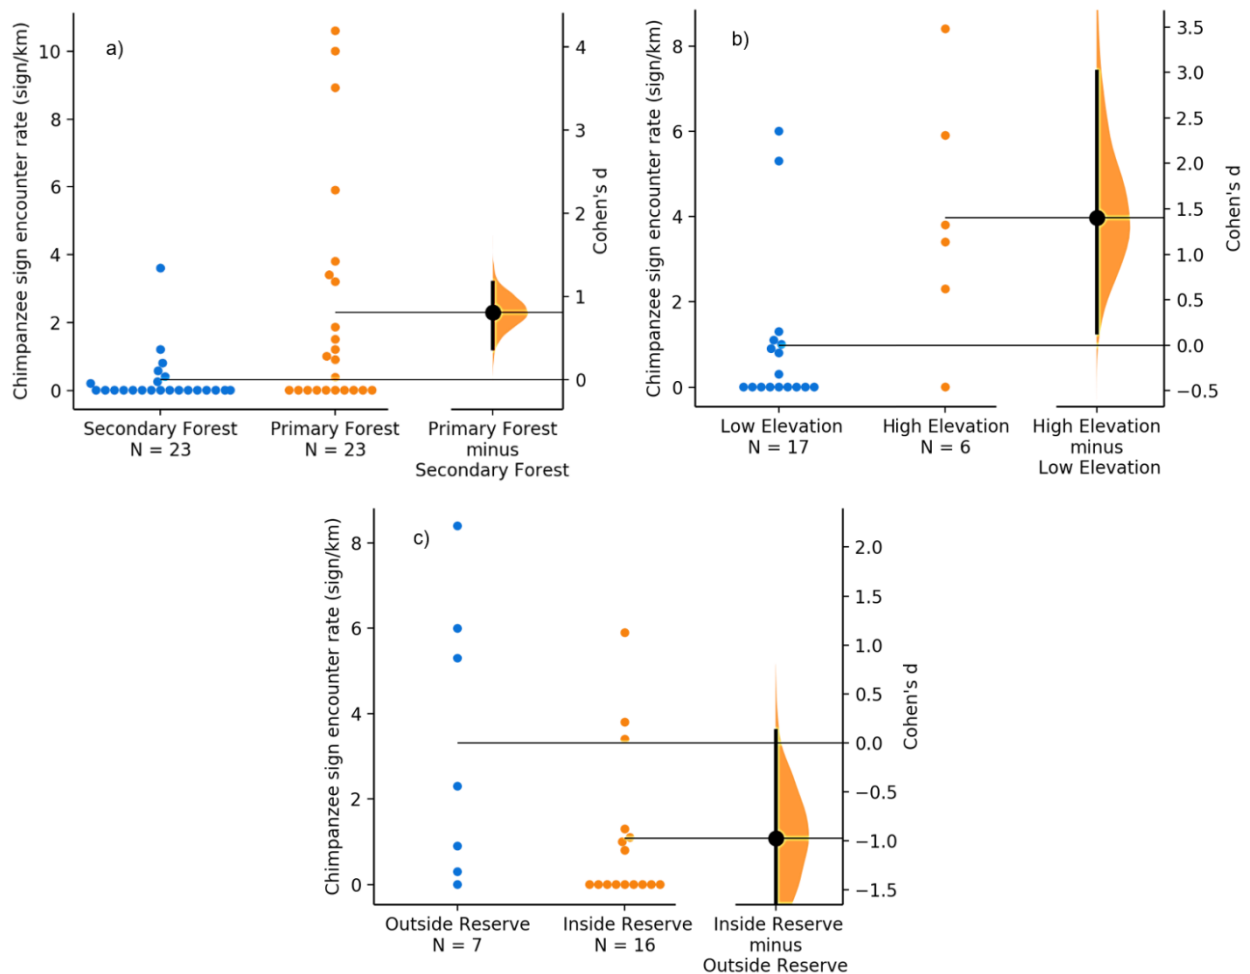 a)
Chimpanzee sign encounter rate (sign/km)
10
8
6
4
2
0
4
3
2
1
0
Cohen's d
Secondary Forest
N = 23
Primary Forest
N = 23
Primary Forest
minus
Secondary Forest
b)
Chimpanzee sign encounter rate (sign/km)
8
6
4
2
0
3.5
3.0
2.5
2.0
1.5
1.0
0.5
0.0
−0.5
Cohen's d
Low Elevation
N = 17
High Elevation
N = 6
High Elevation
minus
Low Elevation
c)
Chimpanzee sign encounter rate (sign/km)
8
6
4
2
0
2.0
1.5
1.0
0.5
0.0
−0.5
−1.0
−1.5
Cohen's d
Outside Reserve
N = 7
Inside Reserve
N = 16
Inside Reserve
minus
Outside Reserve